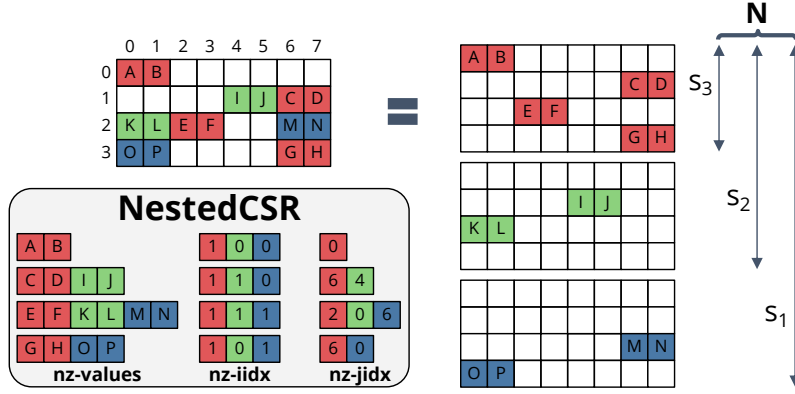 N
0 1 2 3 4 5 6 7
0 A B
1 I J C D
2 K L E F M N
3 O P G H
A B
C D
E F
G H
s3
I J
K L
s2
M N
O P
s1
NestedCSR
A B 1 0 0 0
C D I J 1 1 0 6 4
E F K L M N 1 1 1 2 0 6
G H O P 1 0 1 6 0
nz-values nz-iidx nz-jidx